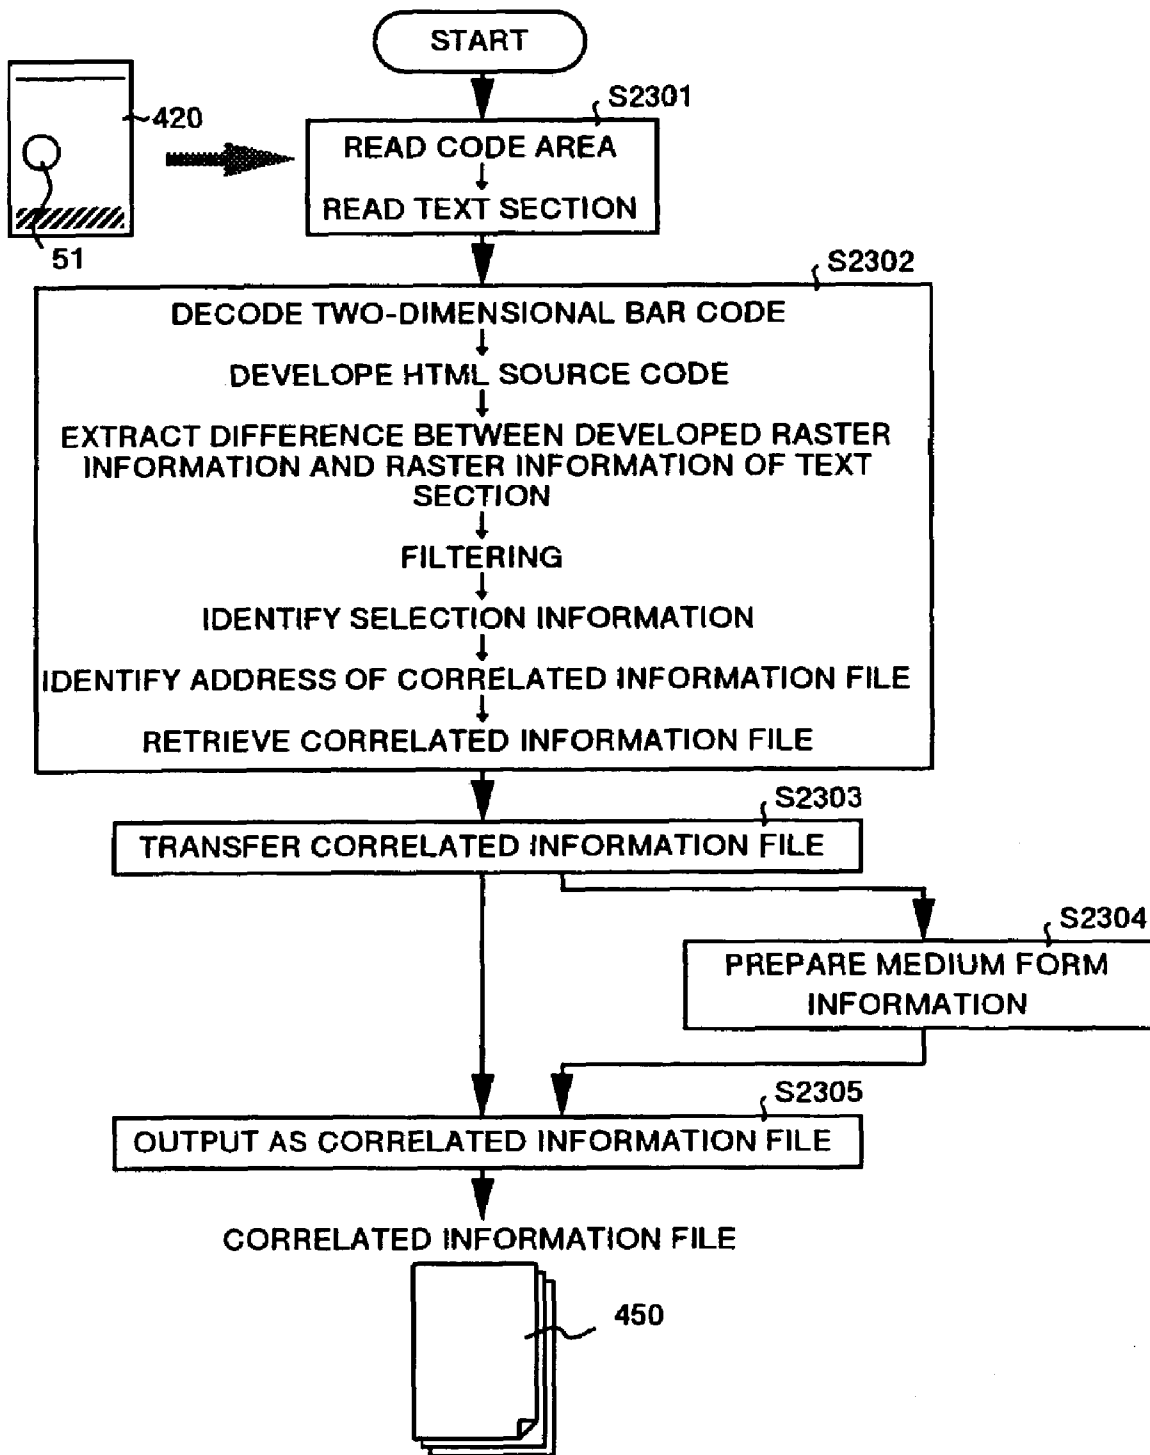 START
S2301
420
READ CODE AREA
READ TEXT SECTION
51
S2302
DECODE TWO-DIMENSIONAL BAR CODE
DEVELOPE HTML SOURCE CODE
EXTRACT DIFFERENCE BETWEEN DEVELOPED RASTER
INFORMATION AND RASTER INFORMATION OF TEXT
SECTION
FILTERING
IDENTIFY SELECTION INFORMATION
IDENTIFY ADDRESS OF CORRELATED INFORMATION FILE
RETRIEVE CORRELATED INFORMATION FILE
S2303
TRANSFER CORRELATED INFORMATION FILE
S2304
PREPARE MEDIUM FORM
INFORMATION
S2305
OUTPUT AS CORRELATED INFORMATION FILE
CORRELATED INFORMATION FILE
450